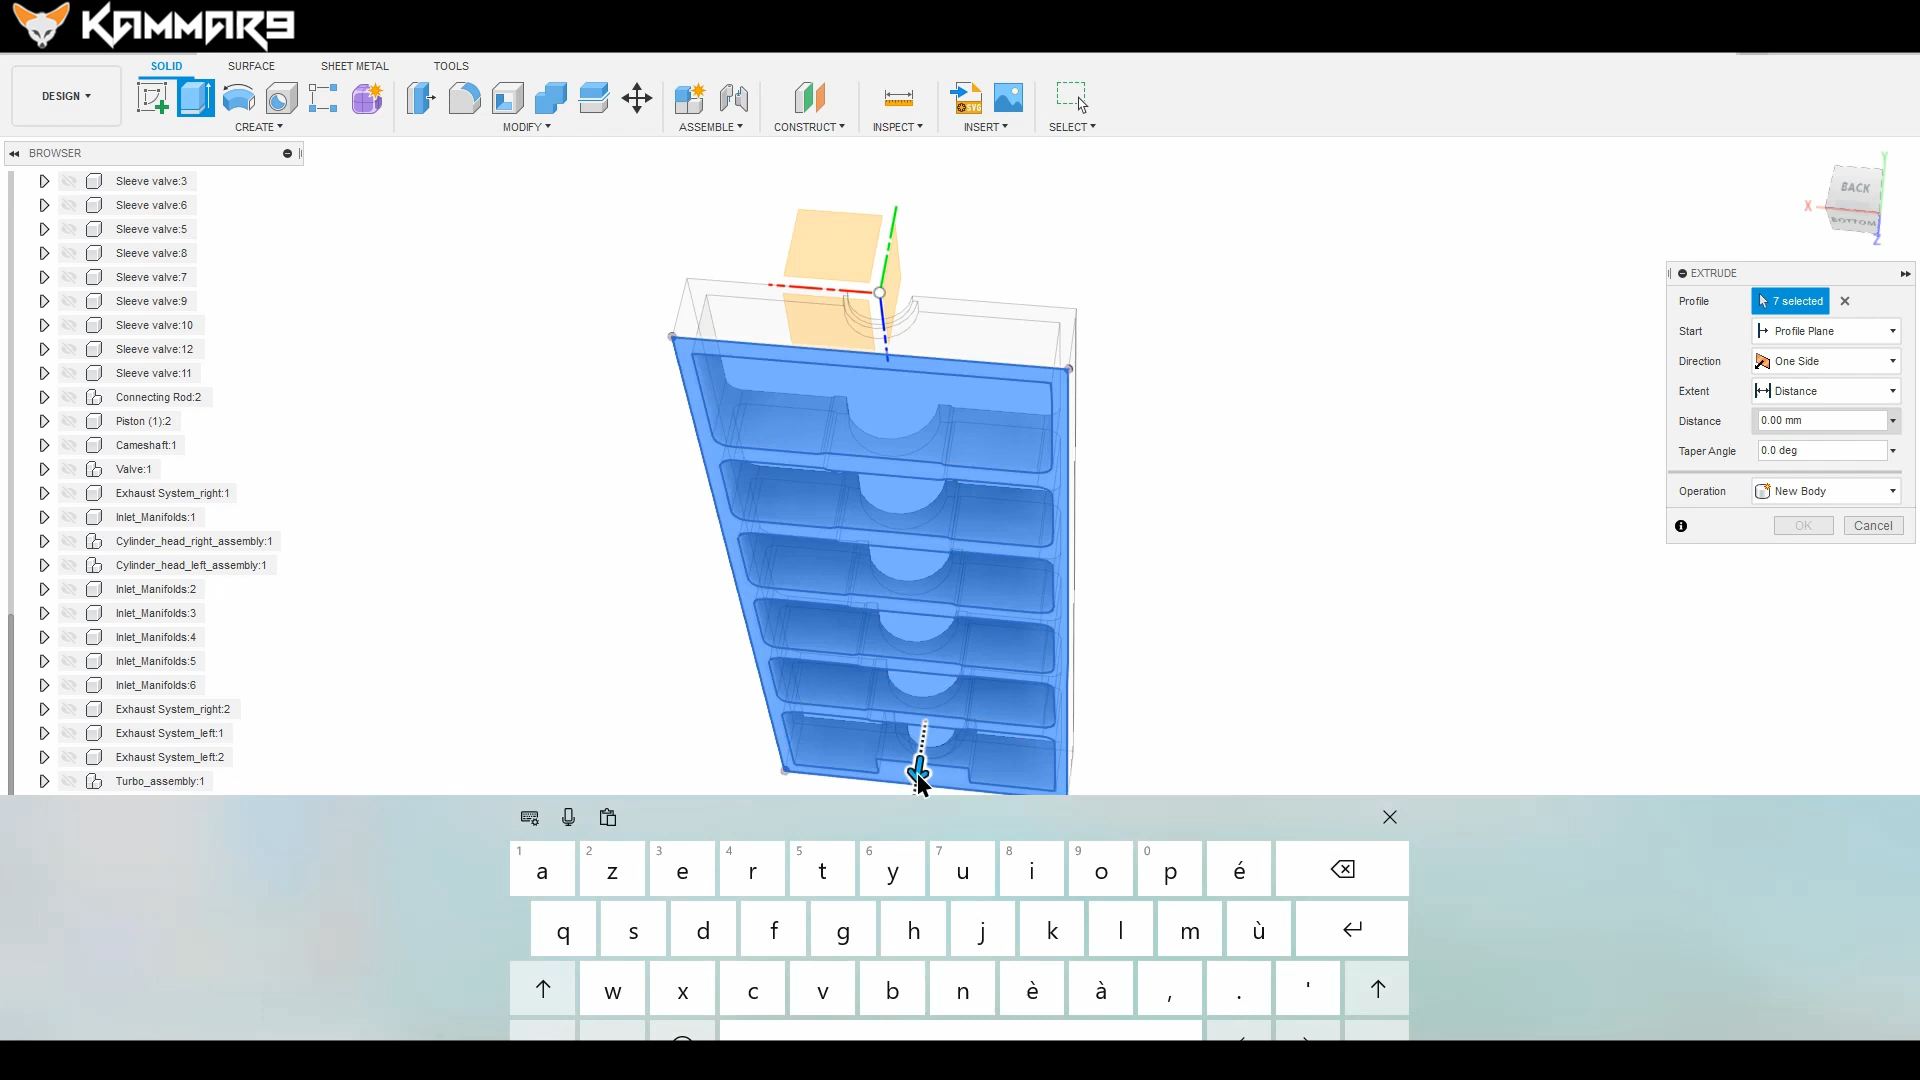 KAMMAR9
DESIGN
SOLID SURFACE SHEET METAL TOOLS
SVG
CREATE MODIFY ASSEMBLE CONSTRUCT INSPECT INSERT SELECT
BROWSER
Sleeve valve:3
Sleeve valve:6
Sleeve valve:5
Sleeve valve:8
Sleeve valve:7
Sleeve valve:9
Sleeve valve:10
Sleeve valve:12
Sleeve valve:11
Connecting Rod:2
Piston (1):2
Cameshaft:1
Valve:1
Exhaust System_right:1
Inlet_Manifolds:1
Cylinder_head_right_assembly:1
Cylinder_head_left_assembly:1
Inlet_Manifolds:2
Inlet_Manifolds:3
Inlet_Manifolds:4
Inlet_Manifolds:5
Inlet_Manifolds:6
Exhaust System_right:2
Exhaust System_left:1
Exhaust System_left:2
Turbo_assembly:1
Y
BACK
X
BOTTOM
Z
EXTRUDE
Profile 7 selected
Start Profile Plane
Direction One Side
Extent Distance
Distance 0.00 mm
Taper Angle 0.0 deg
Operation New Body
OK Cancel
1 2 3 4 5 6 7 8 9 0
a z e r t y u i o p é
q s d f g h j k l m ù
w x c v b n è à , . '